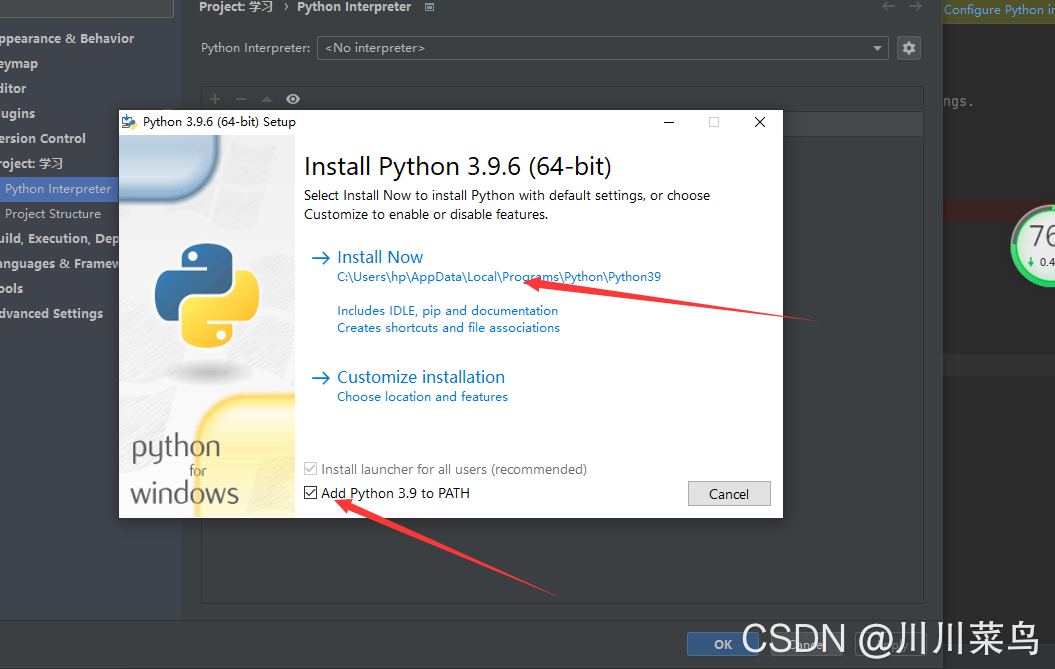 Project: 学习 › Python Interpreter
Configure Python in
ppearance & Behavior
Python Interpreter: <No interpreter>
eymap
ditor
ngs.
lugins
Python 3.9.6 (64-bit) Setup
ersion Control
roject: 学习
Python Interpreter
Project Structure
uild, Execution, Dep
anguages & Framew
ools
dvanced Settings
Install Python 3.9.6 (64-bit)
Select Install Now to install Python with default settings, or choose
Customize to enable or disable features.
Install Now
C:\Users\hp\AppData\Local\Programs\Python\Python39
Includes IDLE, pip and documentation
Creates shortcuts and file associations
Customize installation
Choose location and features
python
for
windows
Install launcher for all users (recommended)
Add Python 3.9 to PATH
Cancel
76
0.4
OK
Cancel
Apply
CSDN @川川菜鸟